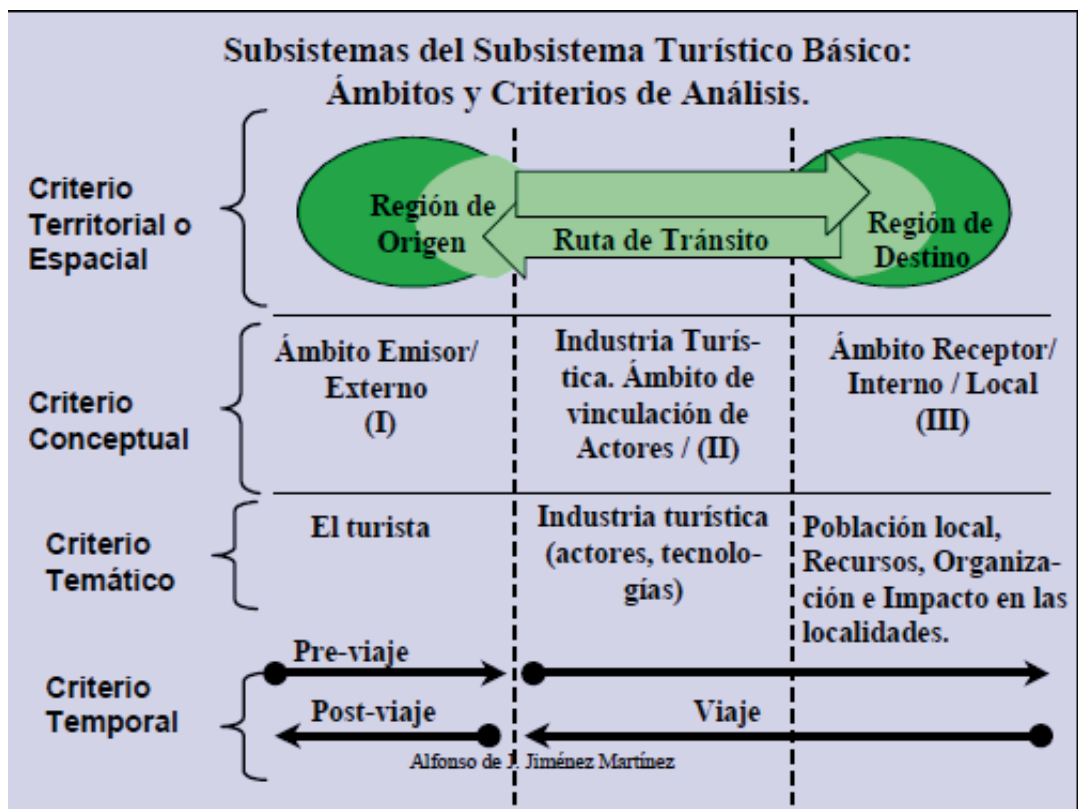 Subsistemas del Subsistema Turístico Básico:
Ámbitos y Criterios de Análisis.
Criterio
Territorial o
Espacial
Región de
Origen
Ruta de Tránsito
Región de
Destino
Criterio
Conceptual
Ámbito Emisor/
Externo
(I)
Industria Turís-
tica. Ámbito de
vinculación de
Actores / (II)
Ámbito Receptor/
Interno / Local
(III)
Criterio
Temático
El turista
Industria turística
(actores, tecnolo-
gías)
Población local,
Recursos, Organiza-
ción e Impacto en las
localidades.
Criterio
Temporal
Pre-viaje
Post-viaje
Viaje
Alfonso de J. Jiménez Martínez